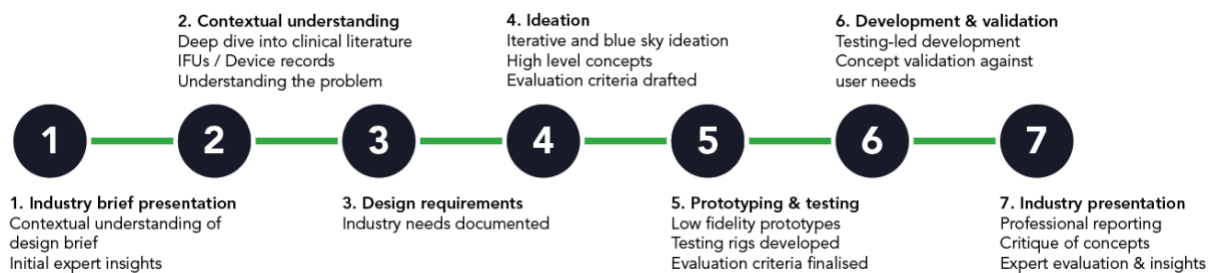 2. Contextual understanding
Deep dive into clinical literature
IFUs / Device records
Understanding the problem
4. Ideation
Iterative and blue sky ideation
High level concepts
Evaluation criteria drafted
6. Development & validation
Testing-led development
Concept validation against
user needs
1
2
3
4
5
6
7
1. Industry brief presentation
Contextual understanding of
design brief
Initial expert insights
3. Design requirements
Industry needs documented
5. Prototyping & testing
Low fidelity prototypes
Testing rigs developed
Evaluation criteria finalised
7. Industry presentation
Professional reporting
Critique of concepts
Expert evaluation & insights